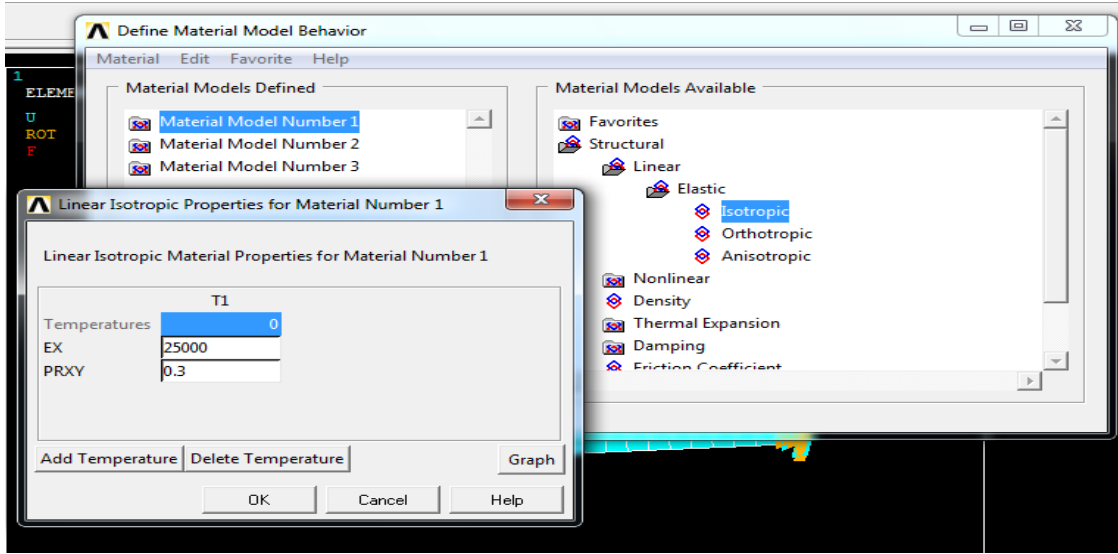 Define Material Model Behavior
Material Edit Favorite Help
1
ELEME
U
ROT
F
Material Models Defined
Material Model Number 1
Material Model Number 2
Material Model Number 3
Material Models Available
Favorites
Structural
Linear
Elastic
Isotropic
Orthotropic
Anisotropic
Nonlinear
Density
Thermal Expansion
Damping
Friction Coefficient
Linear Isotropic Properties for Material Number 1
Linear Isotropic Material Properties for Material Number 1
T1
Temperatures 0
EX 25000
PRXY 0.3
Add Temperature Delete Temperature Graph
OK Cancel Help